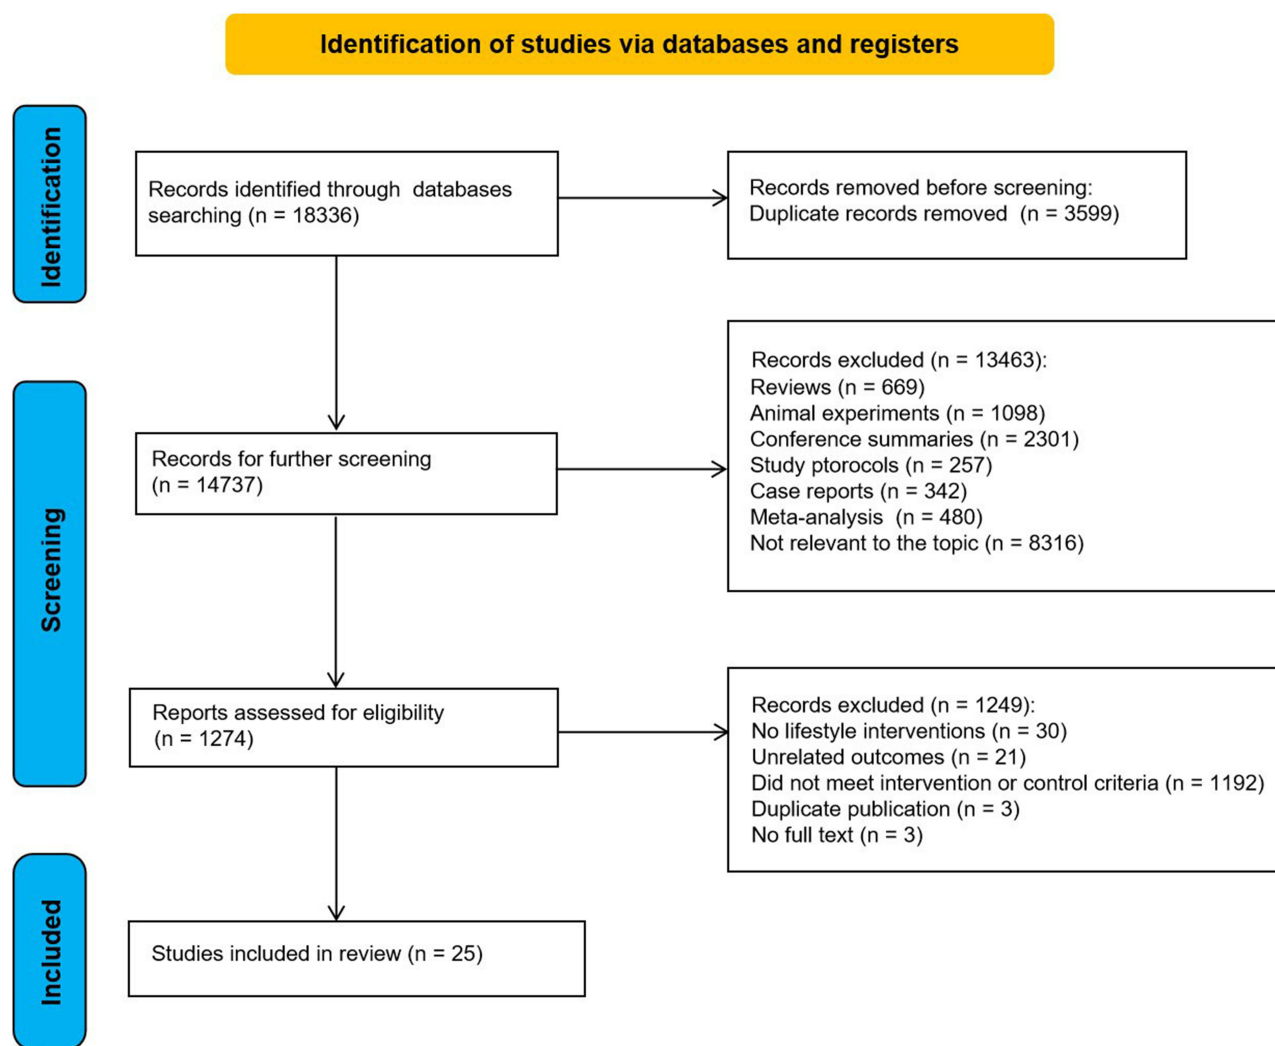 Identification of studies via databases and registers
Identification
Records identified through databases
searching (n = 18336)
Records removed before screening:
Duplicate records removed (n = 3599)
Screening
Records for further screening
(n = 14737)
Records excluded (n = 13463):
Reviews (n = 669)
Animal experiments (n = 1098)
Conference summaries (n = 2301)
Study ptorocols (n = 257)
Case reports (n = 342)
Meta-analysis (n = 480)
Not relevant to the topic (n = 8316)
Reports assessed for eligibility
(n = 1274)
Records excluded (n = 1249):
No lifestyle interventions (n = 30)
Unrelated outcomes (n = 21)
Did not meet intervention or control criteria (n = 1192)
Duplicate publication (n = 3)
No full text (n = 3)
Included
Studies included in review (n = 25)